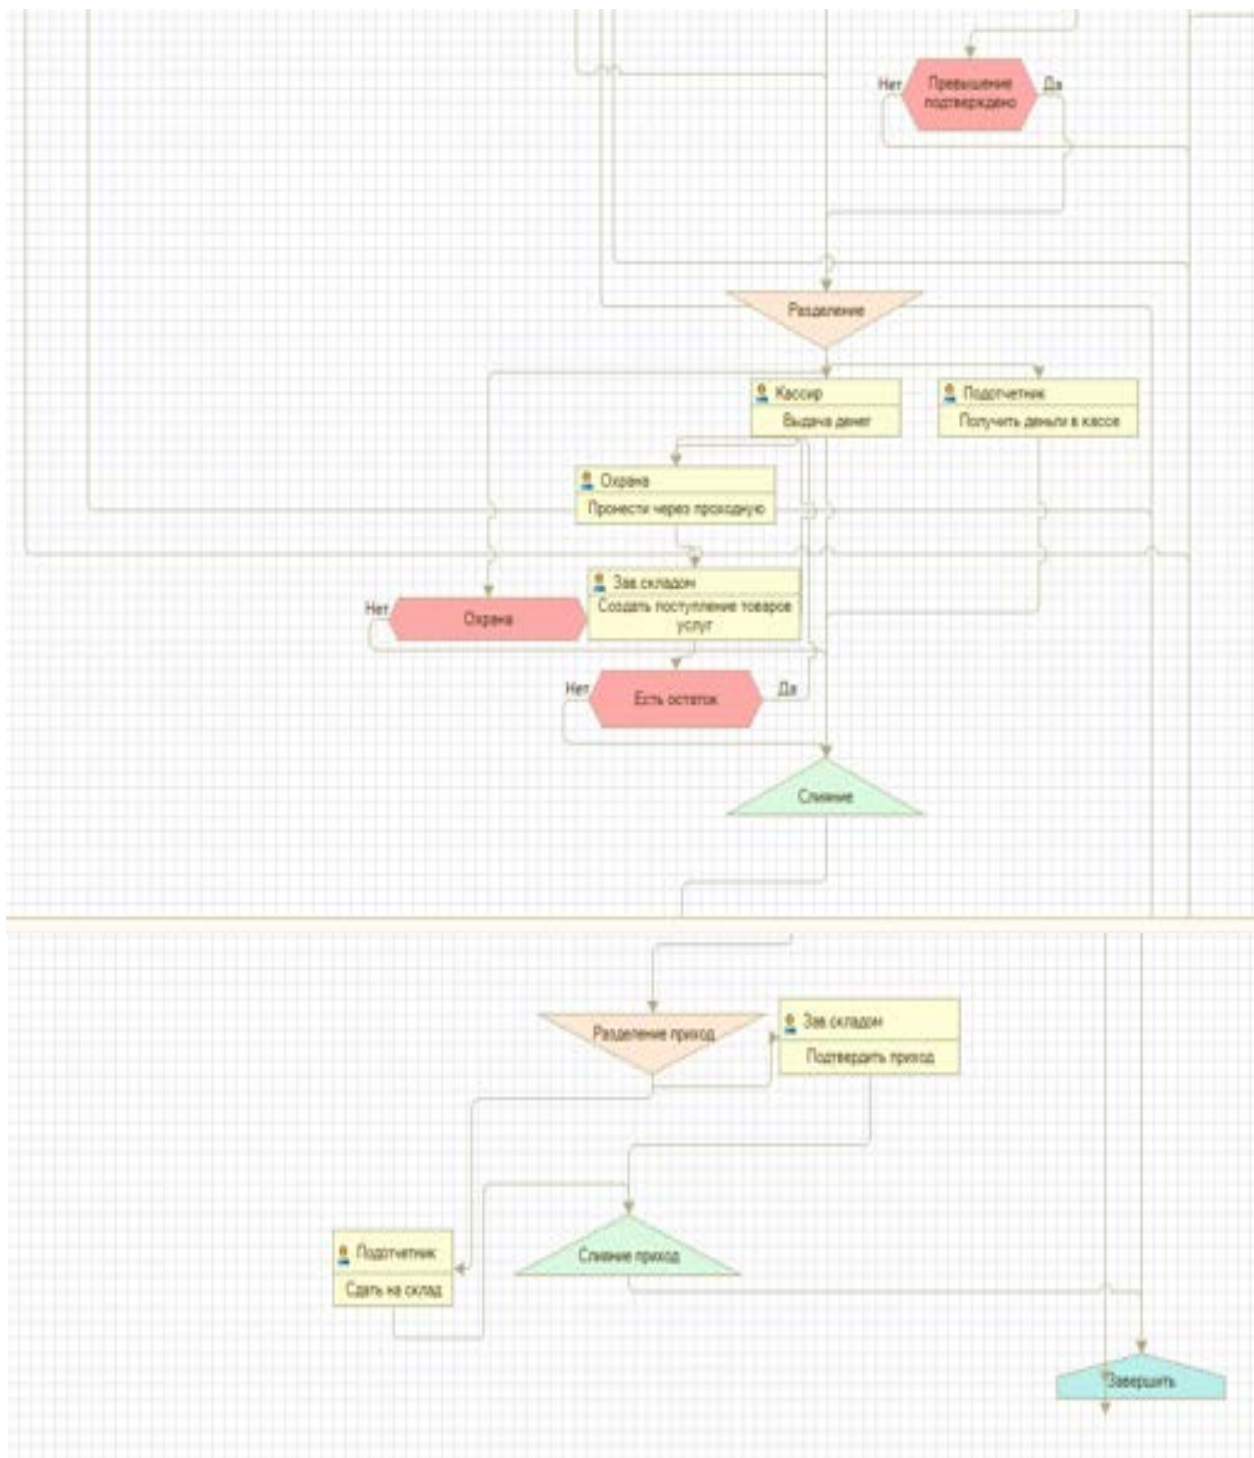 Превышение
подтверждено
Нет
Да
Разделение
Кассир
Выдача денег
Подотчетник
Получить деньги в кассе
Охрана
Пронести через проходную
Зав.складом
Создать поступление товаров
услуг
Нет
Охрана
Нет
Есть остаток
Да
Слияние
Разделение приход
Зав.складом
Подтвердить приход
Подотчетник
Сдать на склад
Слияние приход
Завершить